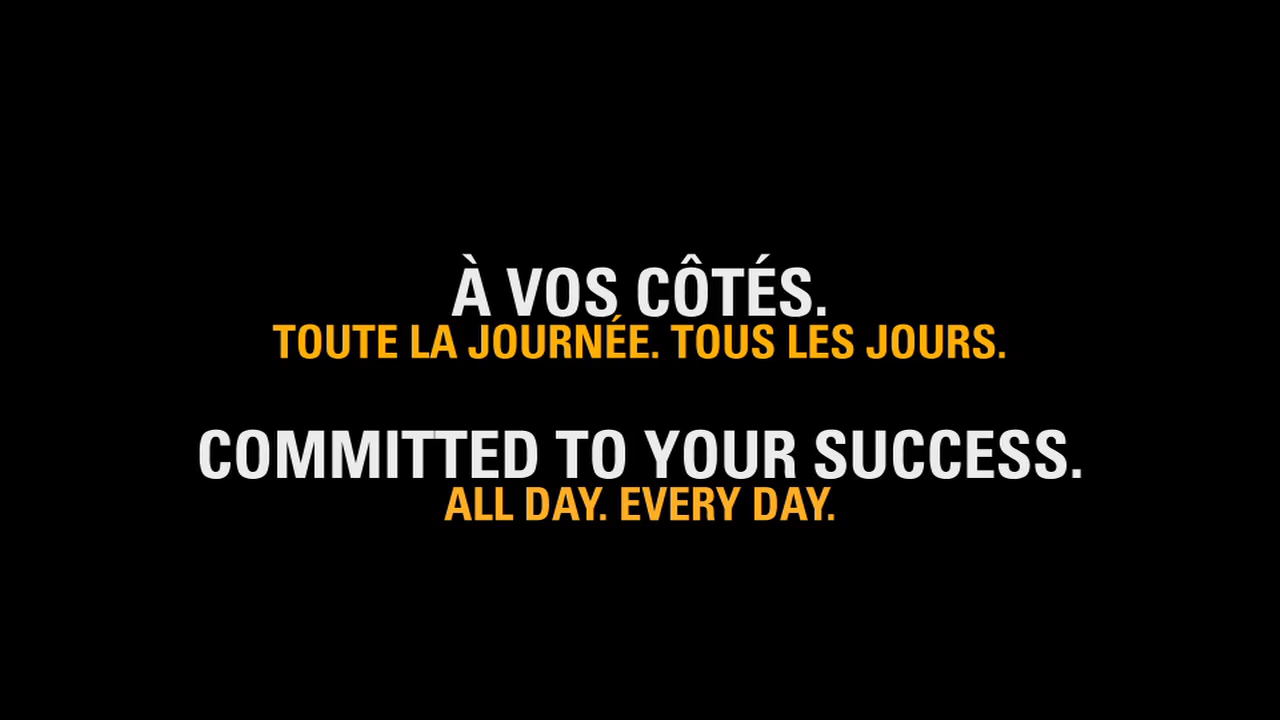 À VOS CÔTÉS.
TOUTE LA JOURNÉE. TOUS LES JOURS.
COMMITTED TO YOUR SUCCESS.
ALL DAY. EVERY DAY.